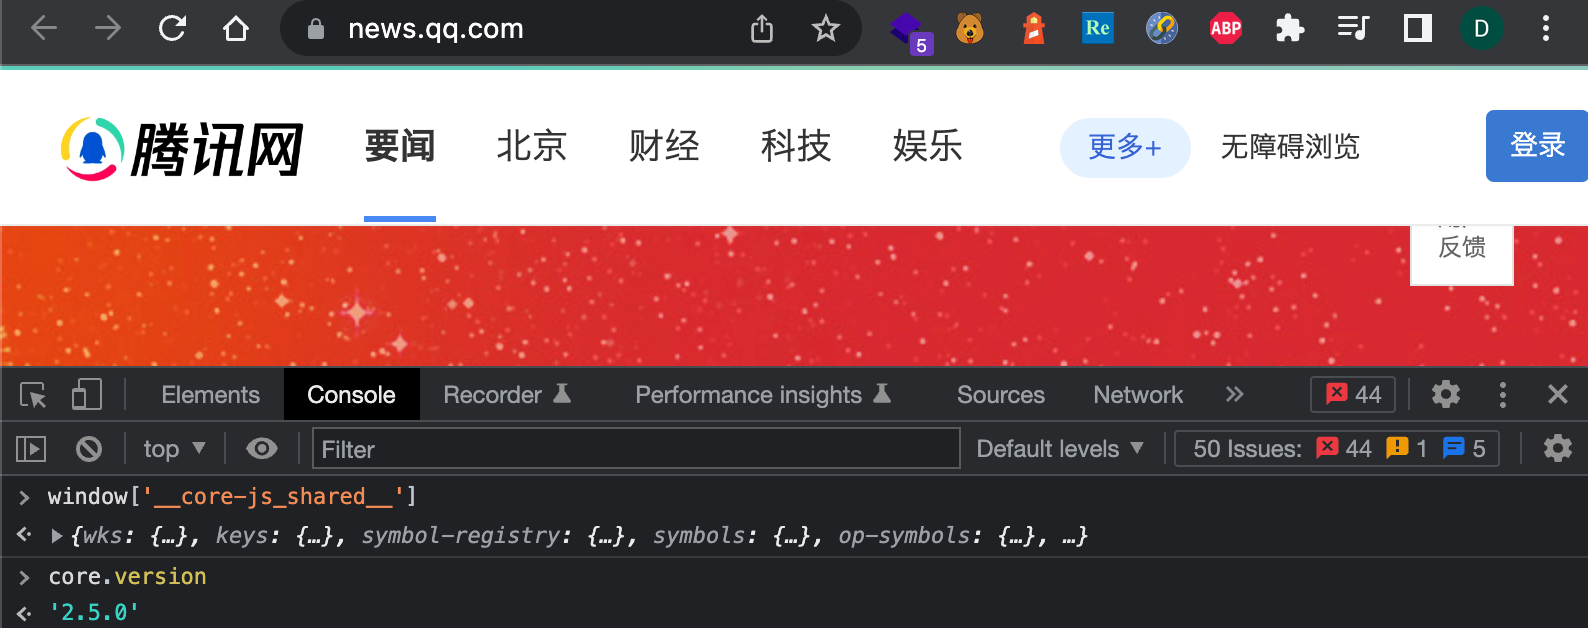 news.qq.com
5
Re
ABP
D
腾讯网
要闻
北京
财经
科技
娱乐
更多+
无障碍浏览
登录
反馈
Elements
Console
Recorder
Performance insights
Sources
Network
44
top
Filter
Default levels
50 Issues:
44
1
5
window['__core-js_shared__']
{wks: {…}, keys: {…}, symbol-registry: {…}, symbols: {…}, op-symbols: {…}, …}
core.version
'2.5.0'